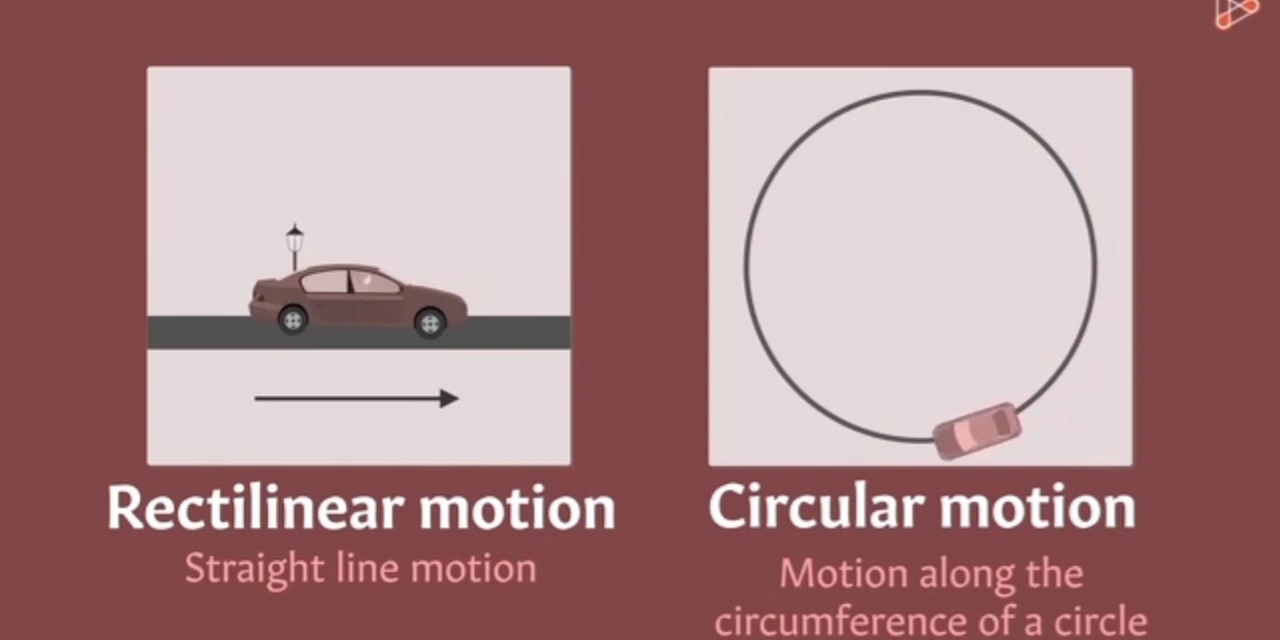 Rectilinear motion
Straight line motion
Circular motion
Motion along the
circumference of a circle